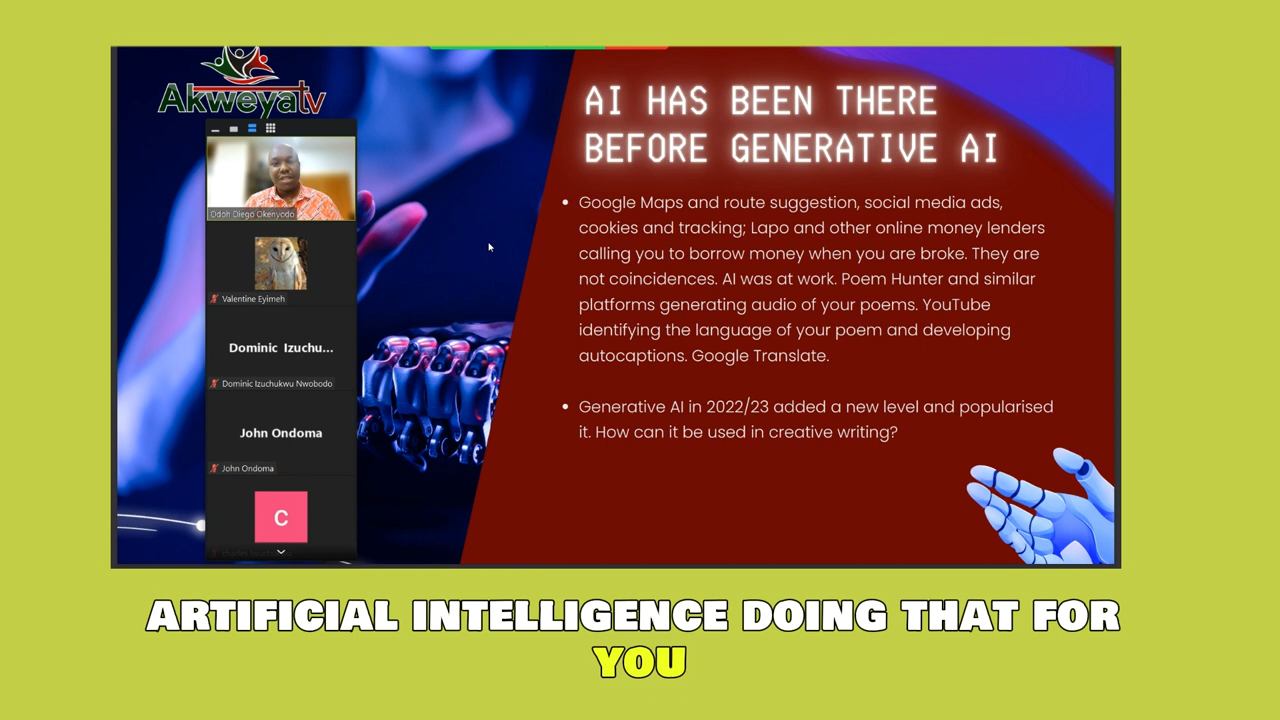 Akweyatv
AI HAS BEEN THERE
BEFORE GENERATIVE AI
Odoh Diego Okenyodo
Valentine Eyimeh
Dominic Izuchu...
Dominic Izuchukwu Nwobodo
John Ondoma
John Ondoma
C
• Google Maps and route suggestion, social media ads,
cookies and tracking; Lapo and other online money lenders
calling you to borrow money when you are broke. They are
not coincidences. AI was at work. Poem Hunter and similar
platforms generating audio of your poems. YouTube
identifying the language of your poem and developing
autocaptions. Google Translate.
• Generative AI in 2022/23 added a new level and popularised
it. How can it be used in creative writing?
ARTIFICIAL INTELLIGENCE DOING THAT FOR
YOU